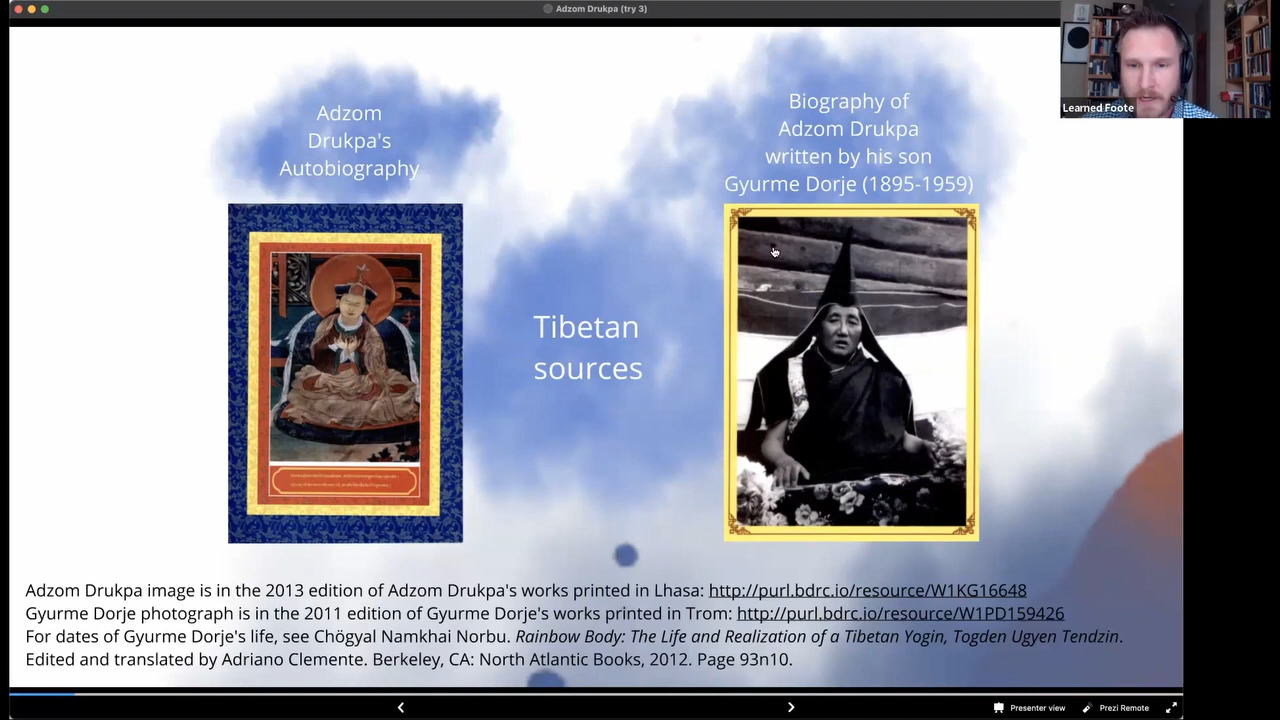 Adzom Drukpa (try 3)
Learned Foote
Adzom
Drukpa's
Autobiography
Biography of
Adzom Drukpa
written by his son
Gyurme Dorje (1895-1959)
Tibetan
sources
Adzom Drukpa image is in the 2013 edition of Adzom Drukpa's works printed in Lhasa: http://purl.bdrc.io/resource/W1KG16648
Gyurme Dorje photograph is in the 2011 edition of Gyurme Dorje's works printed in Trom: http://purl.bdrc.io/resource/W1PD159426
For dates of Gyurme Dorje's life, see Chögyal Namkhai Norbu. Rainbow Body: The Life and Realization of a Tibetan Yogin, Togden Ugyen Tendzin.
Edited and translated by Adriano Clemente. Berkeley, CA: North Atlantic Books, 2012. Page 93n10.
Presenter view
Prezi Remote